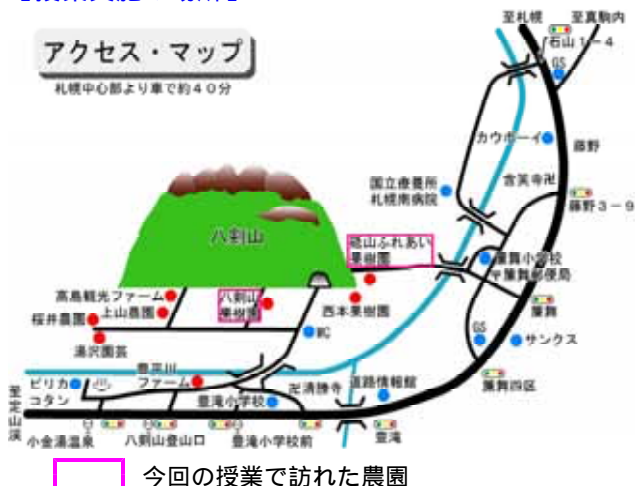 アクセス・マップ
札幌中心部より車で約40分
至札幌
至真駒内
石山1-4
GS
カウボーイ
藤野
国立療養所
札幌南病院
含笑寺卍
藤野3-9
八剣山
砥山ふれあい
果樹園
簾舞小学校
〒簾舞郵便局
簾舞
高島観光ファーム
八剣山
果樹園
上山農園
桜井農園
西本果樹園
WC
GS
サンクス
湯沢園芸
豊平川
ファーム
卍清勝寺
道路情報館
簾舞四区
ピリカ
コタン
豊滝小学校
至定山渓
小金湯温泉
八剣山登山口
豊滝小学校前
豊滝
今回の授業で訪れた農園